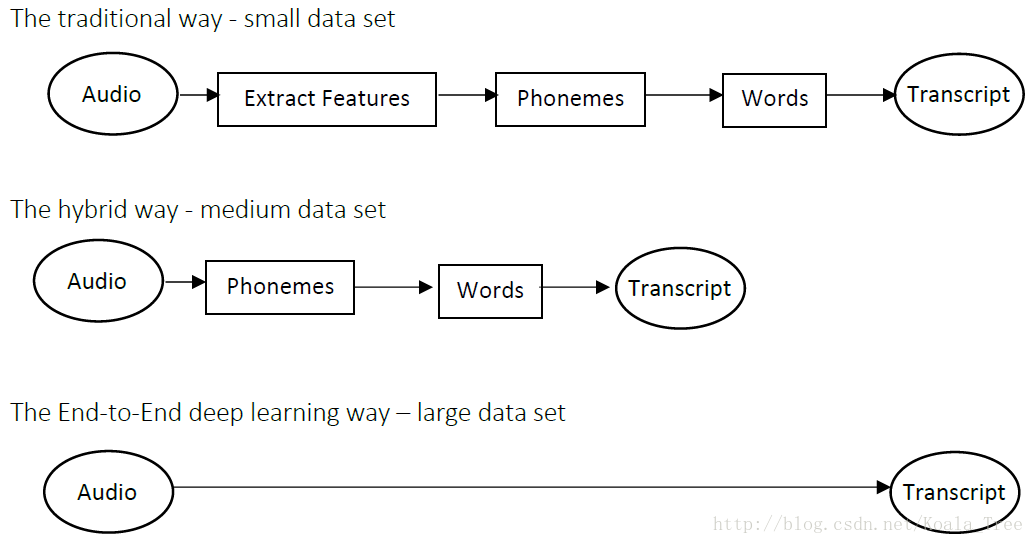 The traditional way - small data set
Audio Extract Features Phonemes Words Transcript
The hybrid way - medium data set
Audio Phonemes Words Transcript
The End-to-End deep learning way – large data set
Audio Transcript
http://blog.csdn.net/Koala_Tree